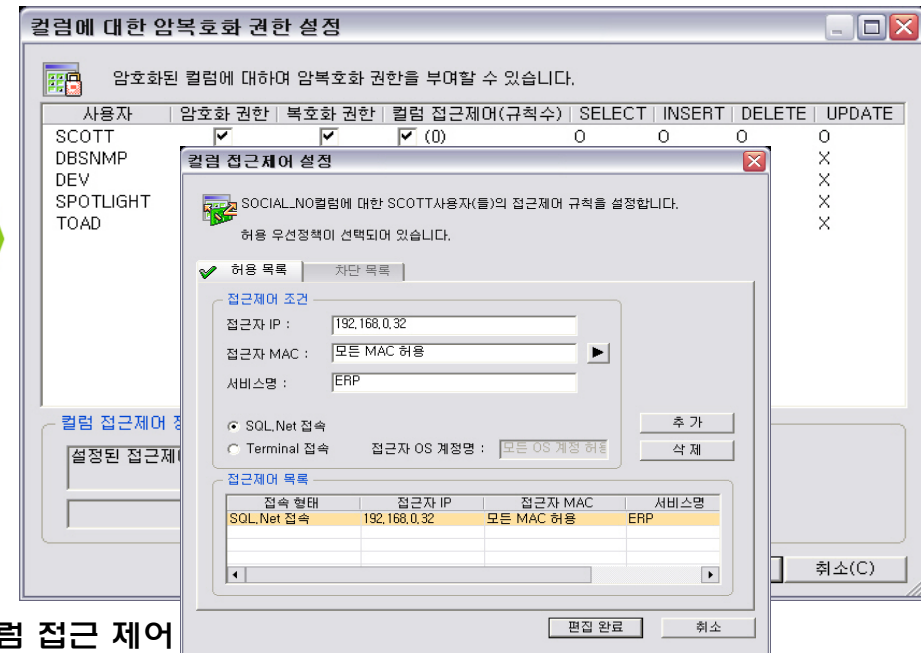 컬럼에 대한 암복호화 권한 설정
암호화된 컬럼에 대하여 암복호화 권한을 부여할 수 있습니다.
사용자 암호화 권한 복호화 권한 컬럼 접근제어(규칙수) SELECT INSERT DELETE UPDATE
SCOTT (0) O O O O
DBSNMP X
DEV X
SPOTLIGHT X
TOAD X
컬럼 접근제어
설정된 접근제
취소(C)
컬럼 접근제어 설정
SOCIAL_NO컬럼에 대한 SCOTT사용자(들)의 접근제어 규칙을 설정합니다.
허용 우선정책이 선택되어 있습니다.
허용 목록 차단 목록
접근제어 조건
접근자 IP : 192.168.0.32
접근자 MAC : 모든 MAC 허용
서비스명 : ERP
SQL.Net 접속
Terminal 접속 접근자 OS 계정명 : 모든 OS 계정 허용
추 가
삭 제
접근제어 목록
접속 형태 접근자 IP 접근자 MAC 서비스명
SQL.Net 접속 192.168.0.32 모든 MAC 허용 ERP
편집 완료 취소
럼 접근 제어